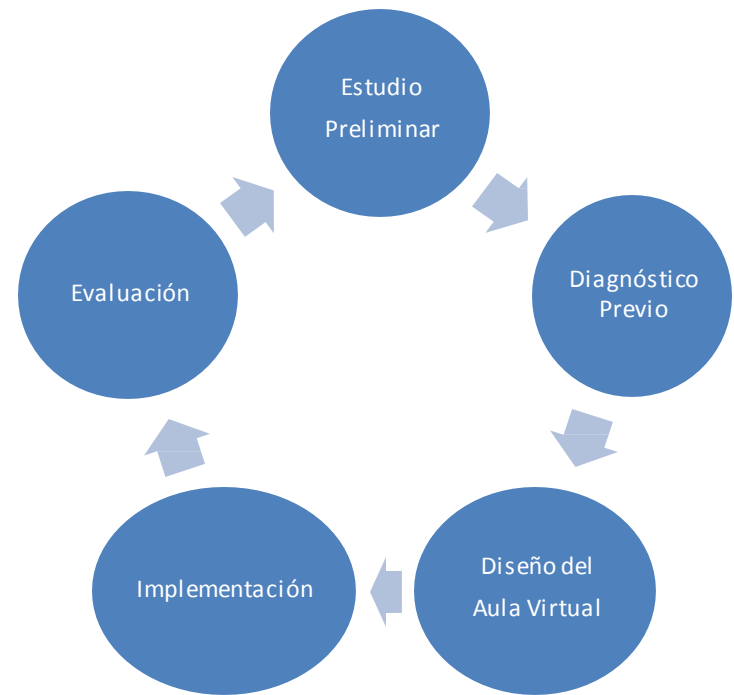 Estudio
Preliminar
Diagnóstico
Previo
Diseño del
Aula Virtual
Implementación
Evaluación